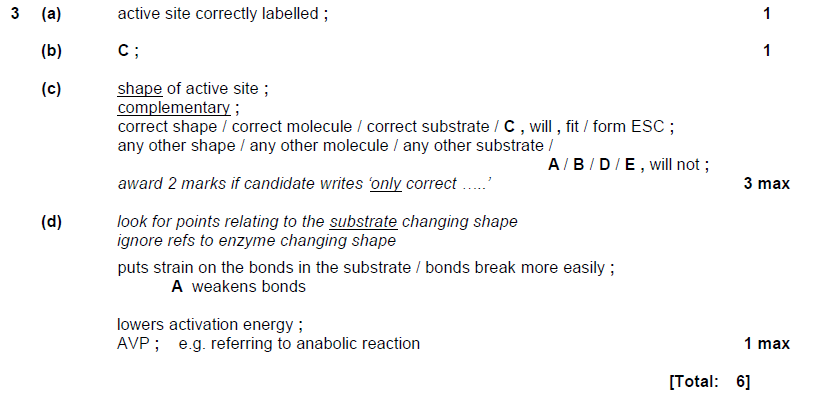 3 (a) active site correctly labelled ; 1
(b) C ; 1
(c) shape of active site ;
complementary ;
correct shape / correct molecule / correct substrate / C , will , fit / form ESC ;
any other shape / any other molecule / any other substrate /
A / B / D / E , will not ;
award 2 marks if candidate writes ‘only correct …..’ 3 max
(d) look for points relating to the substrate changing shape
ignore refs to enzyme changing shape
puts strain on the bonds in the substrate / bonds break more easily ;
A weakens bonds
lowers activation energy ;
AVP ; e.g. referring to anabolic reaction 1 max
[Total: 6]